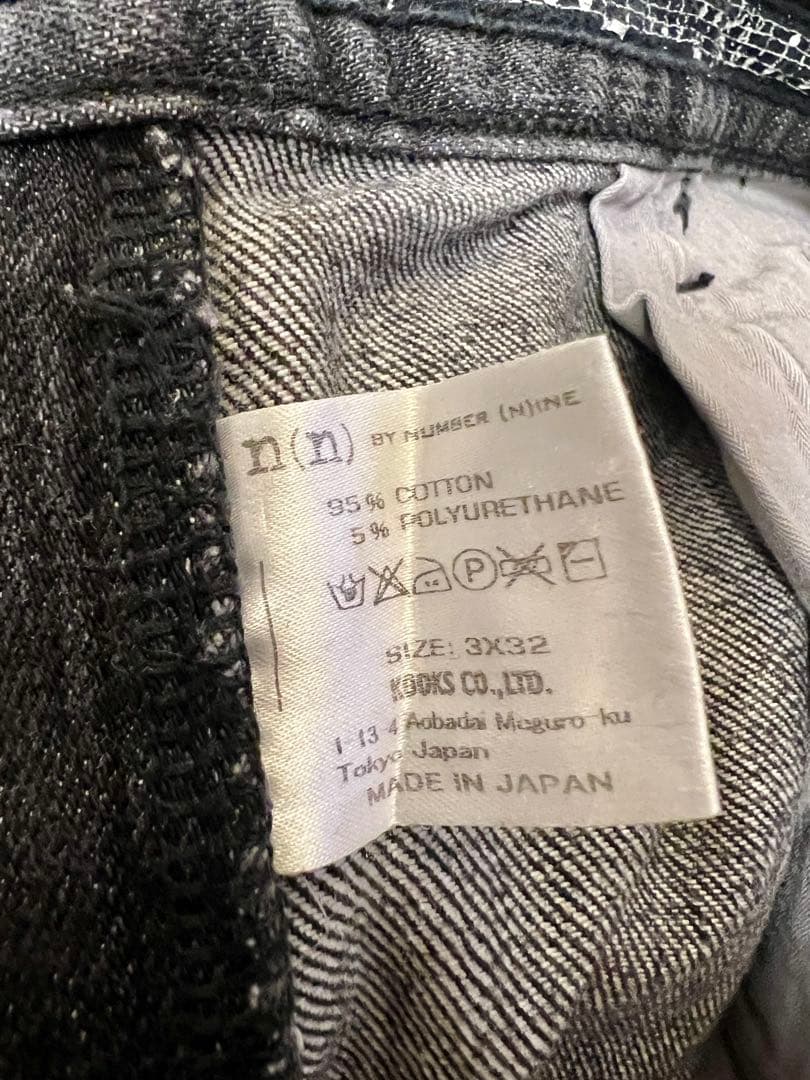 n(n) BY NUMBER (N)INE
95% COTTON
5% POLYURETHANE
P
SIZE: 3X32
KOOKS CO.,LTD.
1 13 4 Aobadai Meguro-ku
Tokyo Japan
MADE IN JAPAN